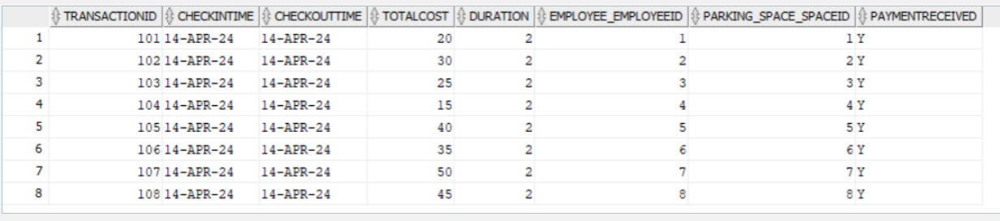 TRANSACTIONID CHECKINTIME CHECKOUTTIME TOTALCOST DURATION EMPLOYEE_EMPLOYEEID PARKING_SPACE_SPACEID PAYMENTRECEIVED
1 101 14-APR-24 14-APR-24 20 2 1 1 Y
2 102 14-APR-24 14-APR-24 30 2 2 2 Y
3 103 14-APR-24 14-APR-24 25 2 3 3 Y
4 104 14-APR-24 14-APR-24 15 2 4 4 Y
5 105 14-APR-24 14-APR-24 40 2 5 5 Y
6 106 14-APR-24 14-APR-24 35 2 6 6 Y
7 107 14-APR-24 14-APR-24 50 2 7 7 Y
8 108 14-APR-24 14-APR-24 45 2 8 8 Y